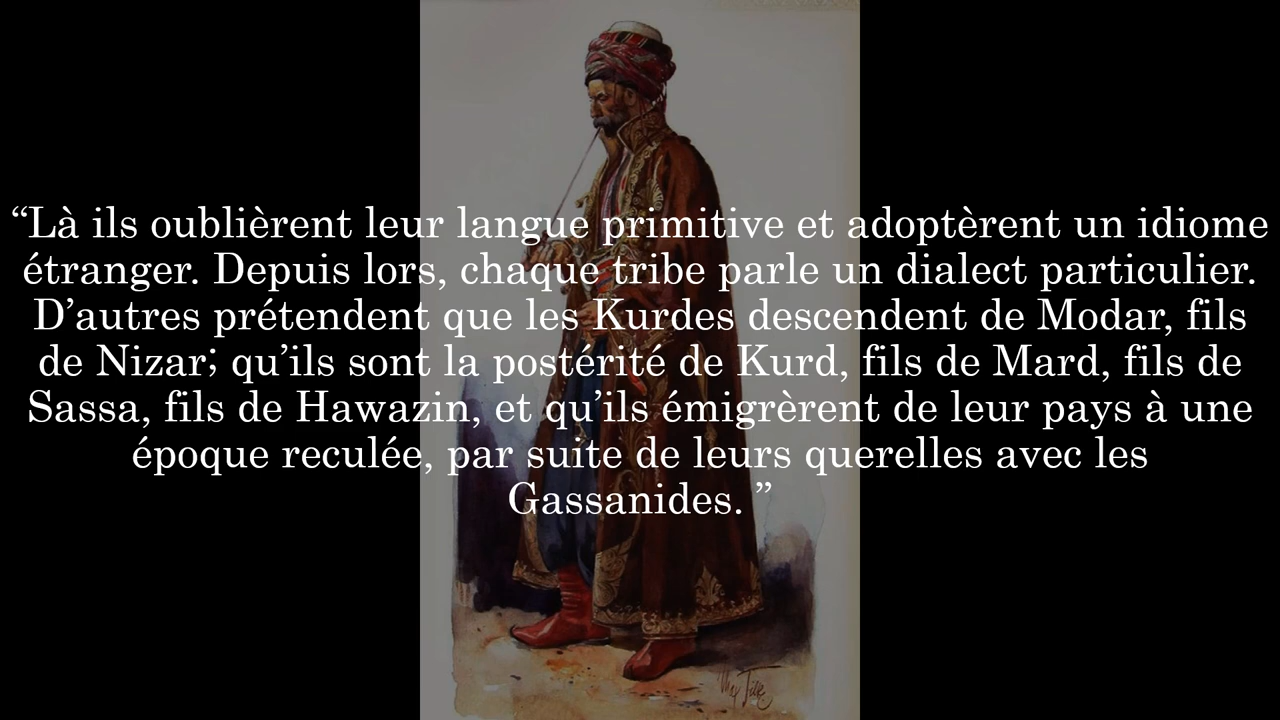 “Là ils oublièrent leur langue primitive et adoptèrent un idiome
étranger. Depuis lors, chaque tribe parle un dialect particulier.
D’autres prétendent que les Kurdes descendent de Modar, fils
de Nizar; qu’ils sont la postérité de Kurd, fils de Mard, fils de
Sassa, fils de Hawazin, et qu’ils émigrèrent de leur pays à une
époque reculée, par suite de leurs querelles avec les
Gassanides. ”